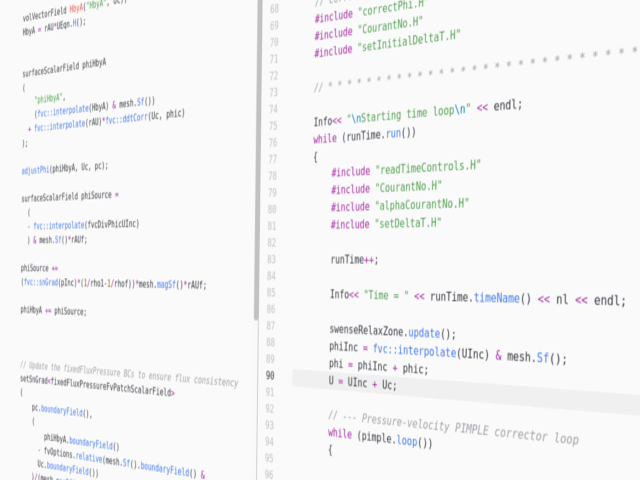 volVectorField HbyA("HbyA", Uc);
HbyA = rAU*UEqn.H();
surfaceScalarField phiHbyA
(
"phiHbyA",
(fvc::interpolate(HbyA) & mesh.Sf())
+ fvc::interpolate(rAU)*fvc::ddtCorr(Uc, phic)
);
adjustPhi(phiHbyA, Uc, pc);
surfaceScalarField phiSource =
(
- fvc::interpolate(fvcDivPhicUInc)
) & mesh.Sf()*rAUf;
phiSource +=
(fvc::snGrad(pInc)*(1/rho1-1/rhof))*mesh.magSf()*rAUf;
phiHbyA += phiSource;
// Update the fixedFluxPressure BCs to ensure flux consistency
setSnGrad<fixedFluxPressureFvPatchScalarField>
(
pc.boundaryField(),
(
phiHbyA.boundaryField()
- fvOptions.relative(mesh.Sf().boundaryField() &
Uc.boundaryField())
68
69 #include "correctPhi.H"
70 #include "CourantNo.H"
71 #include "setInitialDeltaT.H"
72
73 // * * * * * * * * * * * * * * * * * * * * * * * * *
74
75 Info<< "\nStarting time loop\n" << endl;
76 while (runTime.run())
77 {
78 #include "readTimeControls.H"
79 #include "CourantNo.H"
80 #include "alphaCourantNo.H"
81 #include "setDeltaT.H"
82
83 runTime++;
84
85 Info<< "Time = " << runTime.timeName() << nl << endl;
86
87 swenseRelaxZone.update();
88 phiInc = fvc::interpolate(UInc) & mesh.Sf();
89 phi = phiInc + phic;
90 U = UInc + Uc;
91
92 // --- Pressure-velocity PIMPLE corrector loop
93 while (pimple.loop())
94 {
95
96